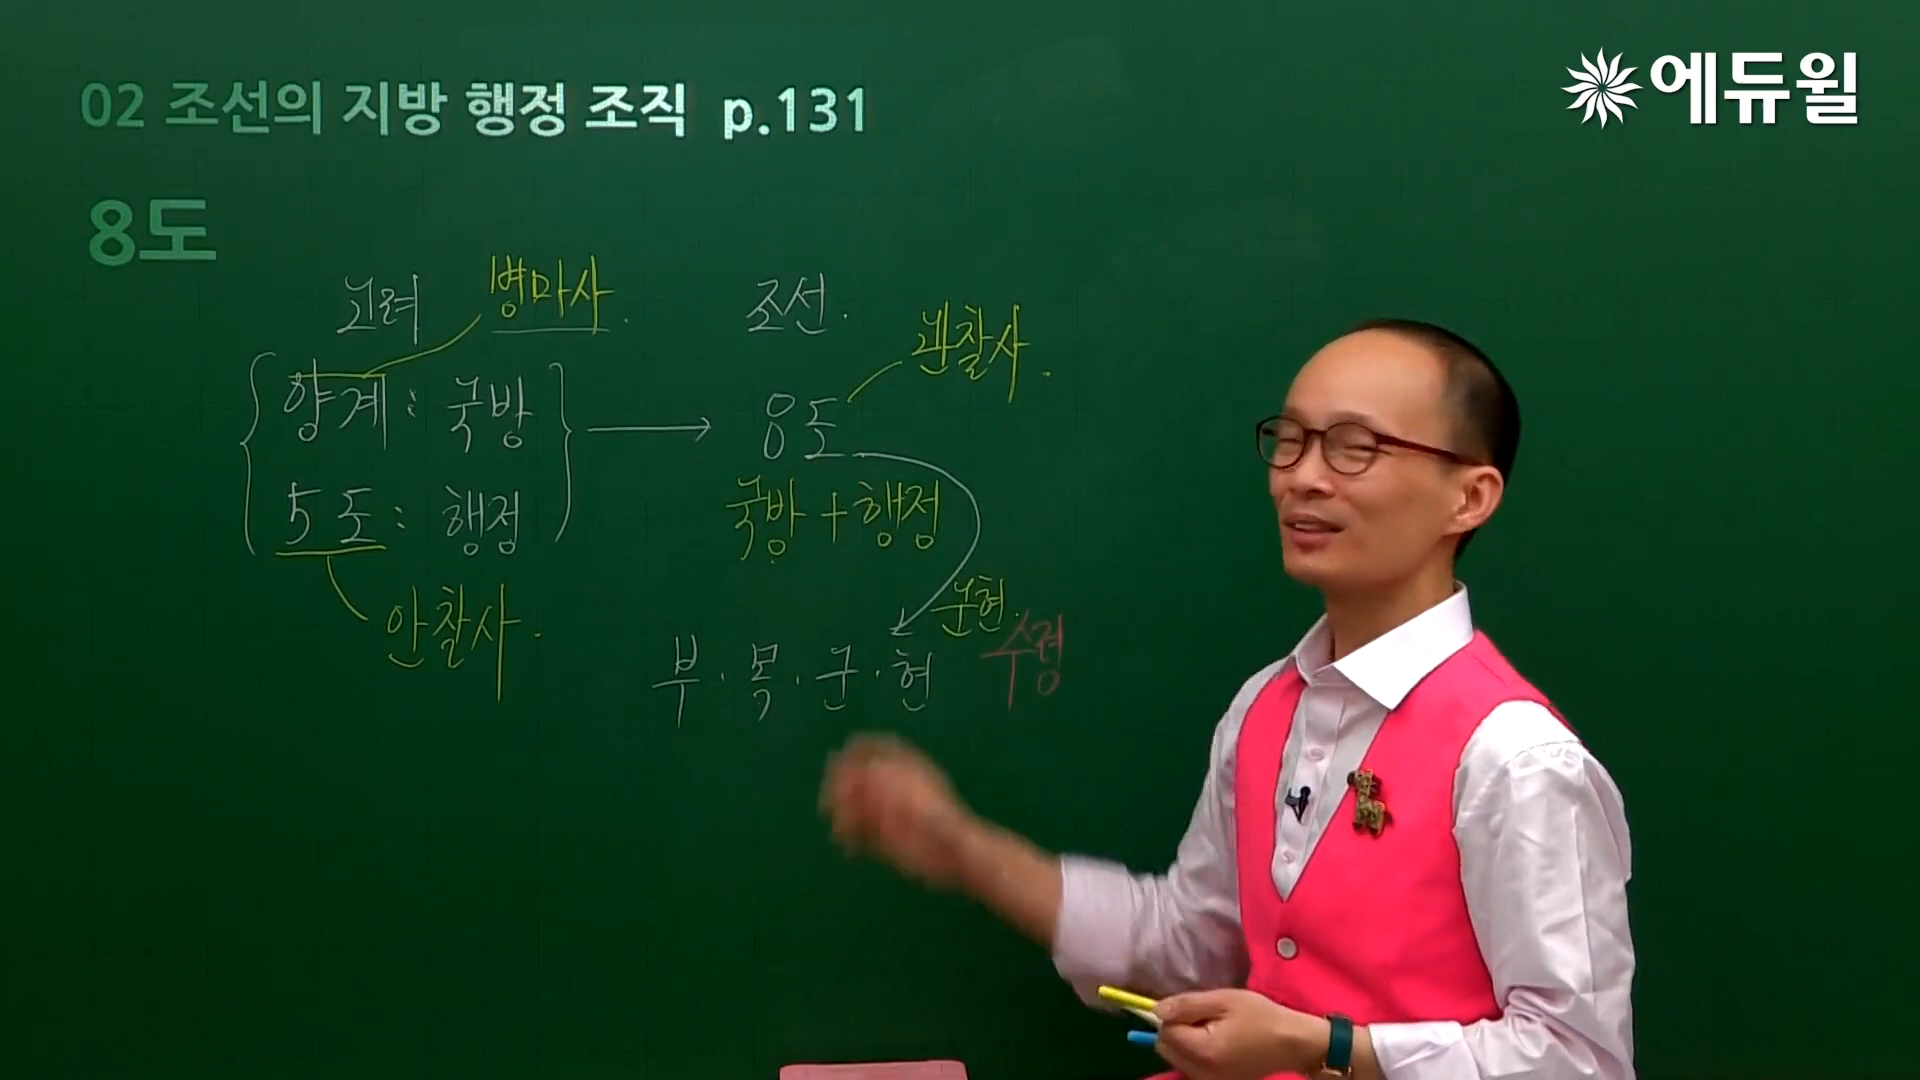 02 조선의 지방 행정 조직 p.131
에듀윌
8도
고려 병마사.
조선.
관찰사.
양계 : 국방
8도
5도 : 행정
국방 + 행정
안찰사.
군현.
수령
부·목·군·현